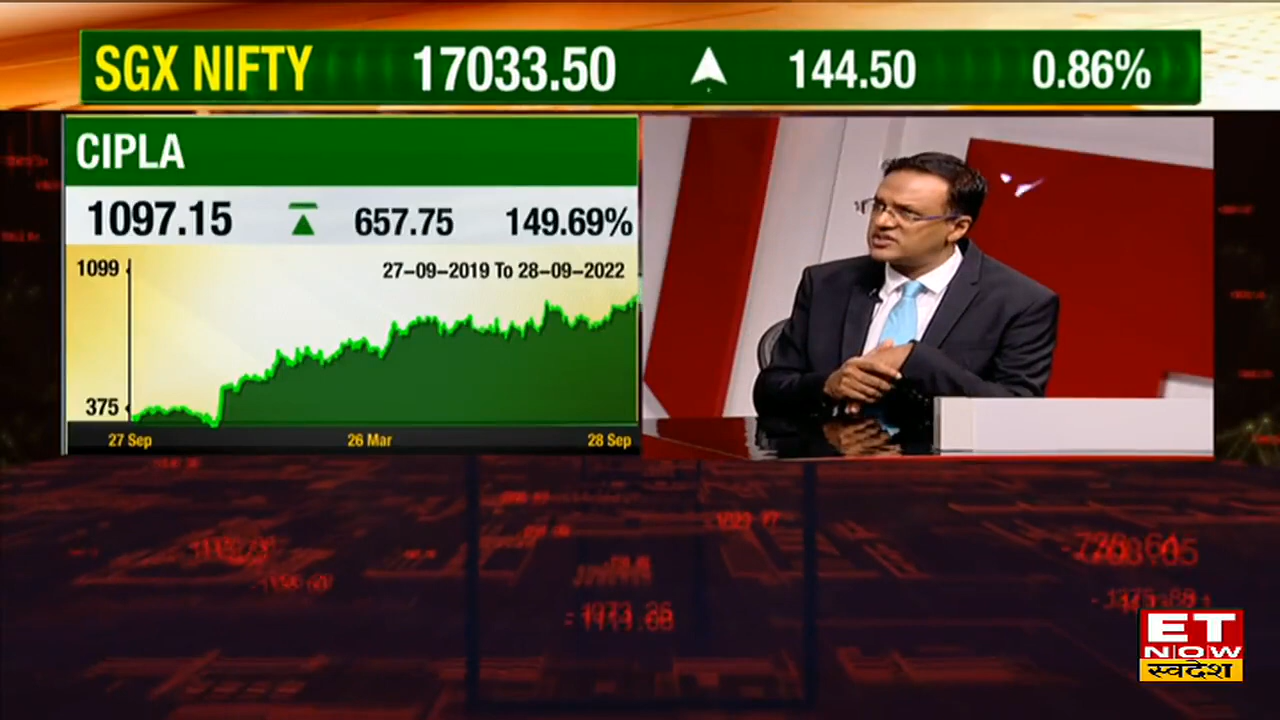 SGX NIFTY 17033.50 144.50 0.86%
CIPLA
1097.15 657.75 149.69%
1099 27-09-2019 To 28-09-2022
375
27 Sep 26 Mar 28 Sep
ET
NOW
स्वदेश